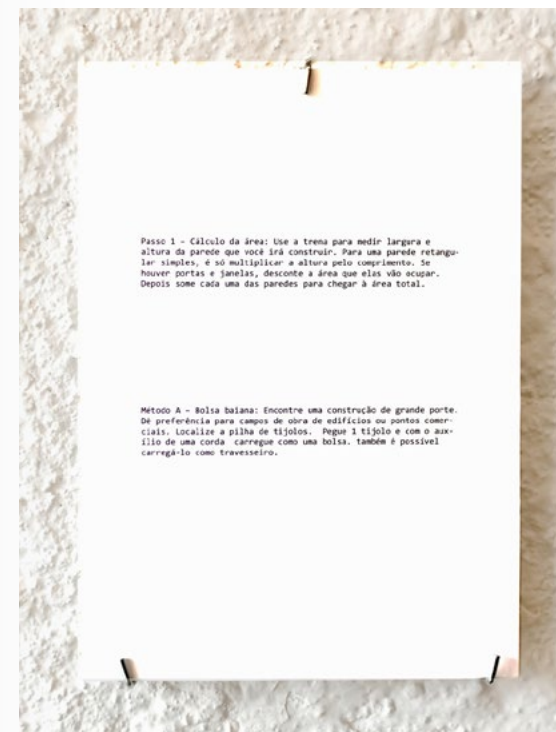 Passo 1 – Cálculo da área: Use a trena para medir largura e
altura da parede que você irá construir. Para uma parede retangu-
lar simples, é só multiplicar a altura pelo comprimento. Se
houver portas e janelas, desconte a área que elas vão ocupar.
Depois some cada uma das paredes para chegar à área total.
Método A – Bolsa baiana: Encontre uma construção de grande porte.
Dê preferência para campos de obra de edifícios ou pontos comer-
ciais. Localize a pilha de tijolos. Pegue 1 tijolo e com o aux-
ílio de uma corda carregue como uma bolsa. também é possível
carregá-lo como travesseiro.